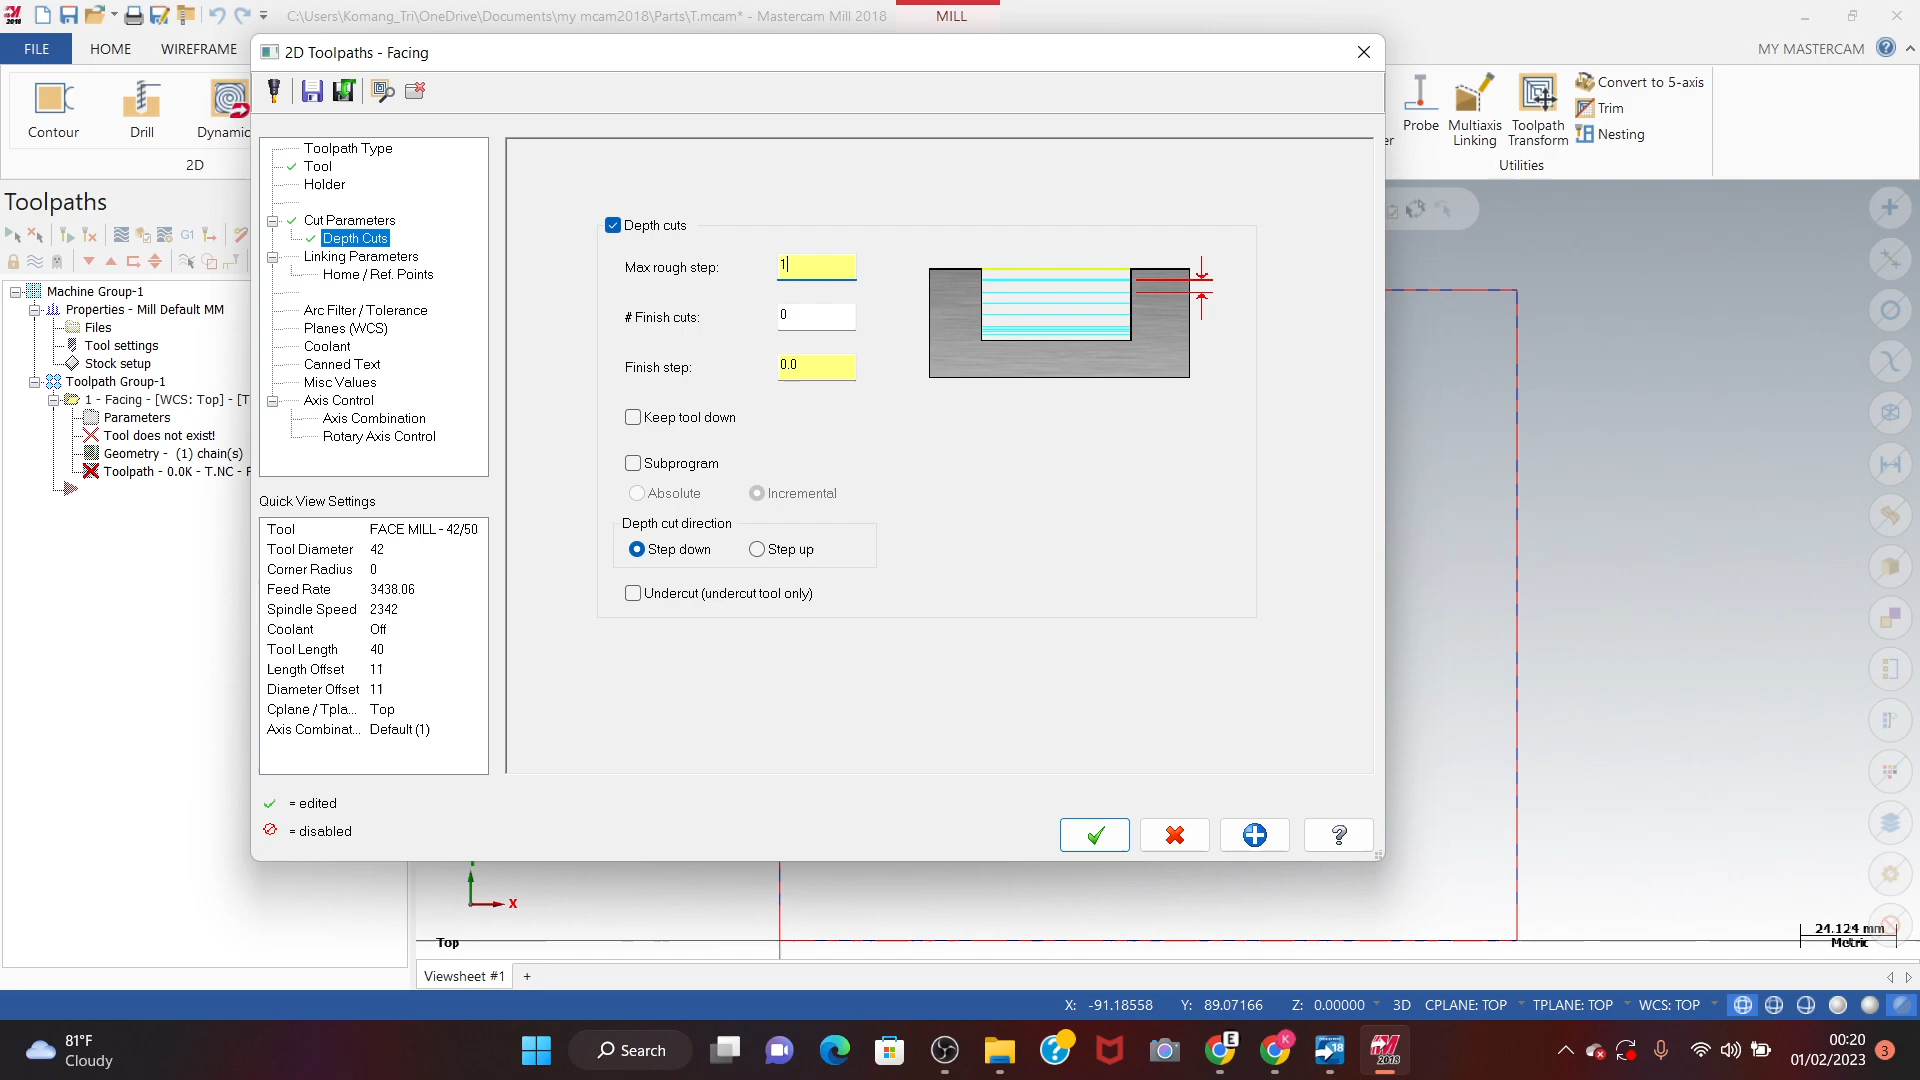 C:\Users\Komang_Tri\OneDrive\Documents\my mcam2018\Parts\T.mcam* - Mastercam Mill 2018
MILL
FILE
HOME
WIREFRAME
MY MASTERCAM
2D Toolpaths - Facing
Contour
Drill
Dynamic
2D
Probe
Multiaxis
Linking
Toolpath
Transform
Convert to 5-axis
Trim
Nesting
Utilities
Toolpaths
G1
Machine Group-1
Properties - Mill Default MM
Files
Tool settings
Stock setup
Toolpath Group-1
1 - Facing - [WCS: Top] - [T
Parameters
Tool does not exist!
Geometry - (1) chain(s)
Toolpath - 0.0K - T.NC - F
Toolpath Type
Tool
Holder
Cut Parameters
Depth Cuts
Linking Parameters
Home / Ref. Points
Arc Filter / Tolerance
Planes (WCS)
Coolant
Canned Text
Misc Values
Axis Control
Axis Combination
Rotary Axis Control
Quick View Settings
Tool FACE MILL - 42/50
Tool Diameter 42
Corner Radius 0
Feed Rate 3438.06
Spindle Speed 2342
Coolant Off
Tool Length 40
Length Offset 11
Diameter Offset 11
Cplane / Tpla... Top
Axis Combinat... Default (1)
= edited
= disabled
Depth cuts
Max rough step: 1
# Finish cuts: 0
Finish step: 0.0
Keep tool down
Subprogram
Absolute Incremental
Depth cut direction
Step down Step up
Undercut (undercut tool only)
X
Top
24.124 mm
Metric
Viewsheet #1 +
X: -91.18558 Y: 89.07166 Z: 0.00000 3D CPLANE: TOP TPLANE: TOP WCS: TOP
81°F
Cloudy
Search
00:20
01/02/2023
3